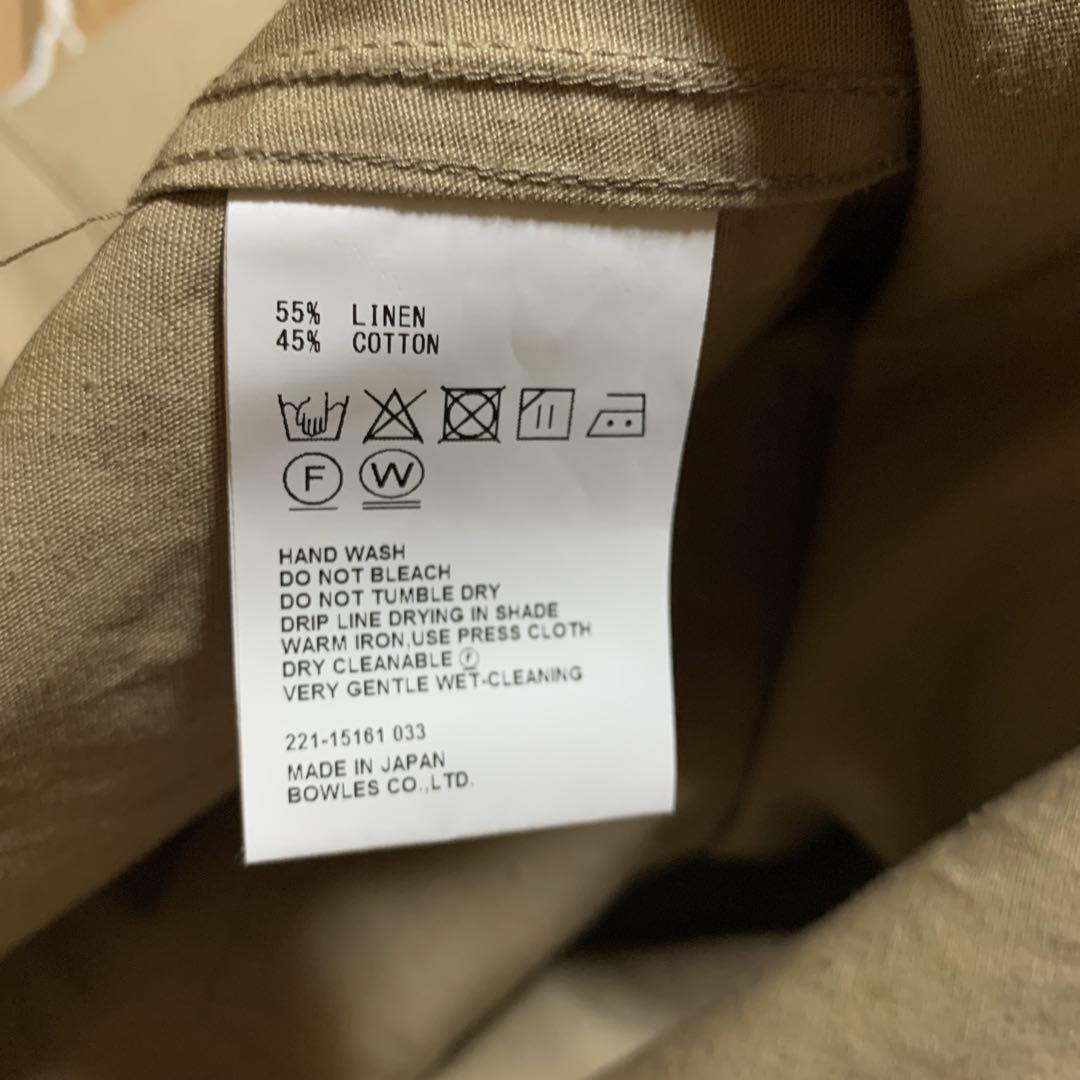 55% LINEN
45% COTTON
F W
HAND WASH
DO NOT BLEACH
DO NOT TUMBLE DRY
DRIP LINE DRYING IN SHADE
WARM IRON,USE PRESS CLOTH
DRY CLEANABLE Ⓕ
VERY GENTLE WET-CLEANING
221-15161 033
MADE IN JAPAN
BOWLES CO.,LTD.